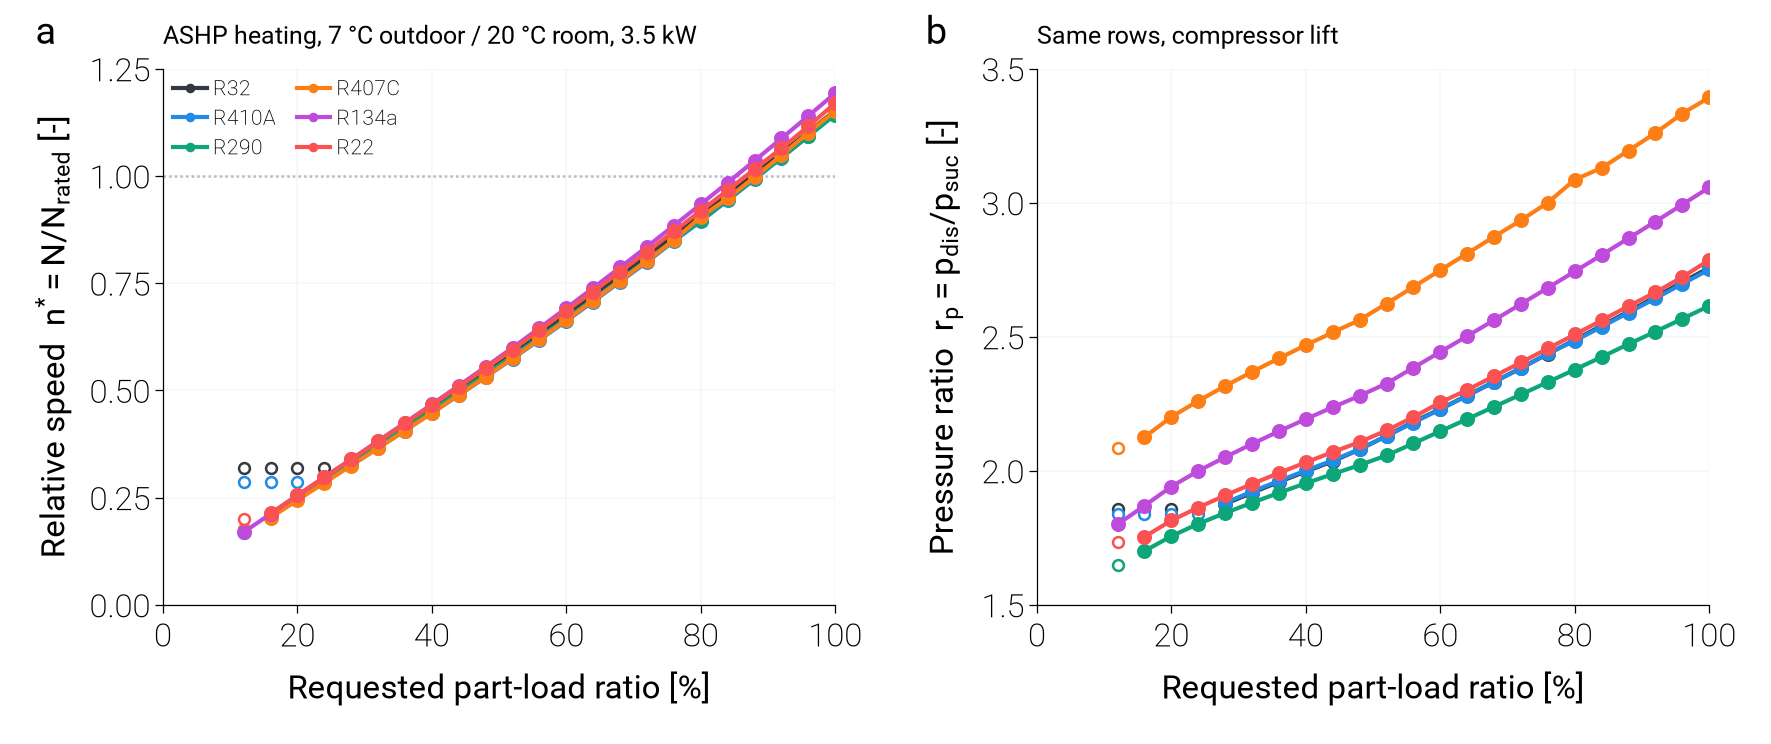 a
ASHP heating, 7 °C outdoor / 20 °C room, 3.5 kW
1.25
1.00
0.75
0.50
0.25
0.00
Relative speed n* = N/Nrated [-]
R32
R410A
R290
R407C
R134a
R22
0 20 40 60 80 100
Requested part-load ratio [%]
b
Same rows, compressor lift
3.5
3.0
2.5
2.0
1.5
Pressure ratio rp = pdis/psuc [-]
0 20 40 60 80 100
Requested part-load ratio [%]